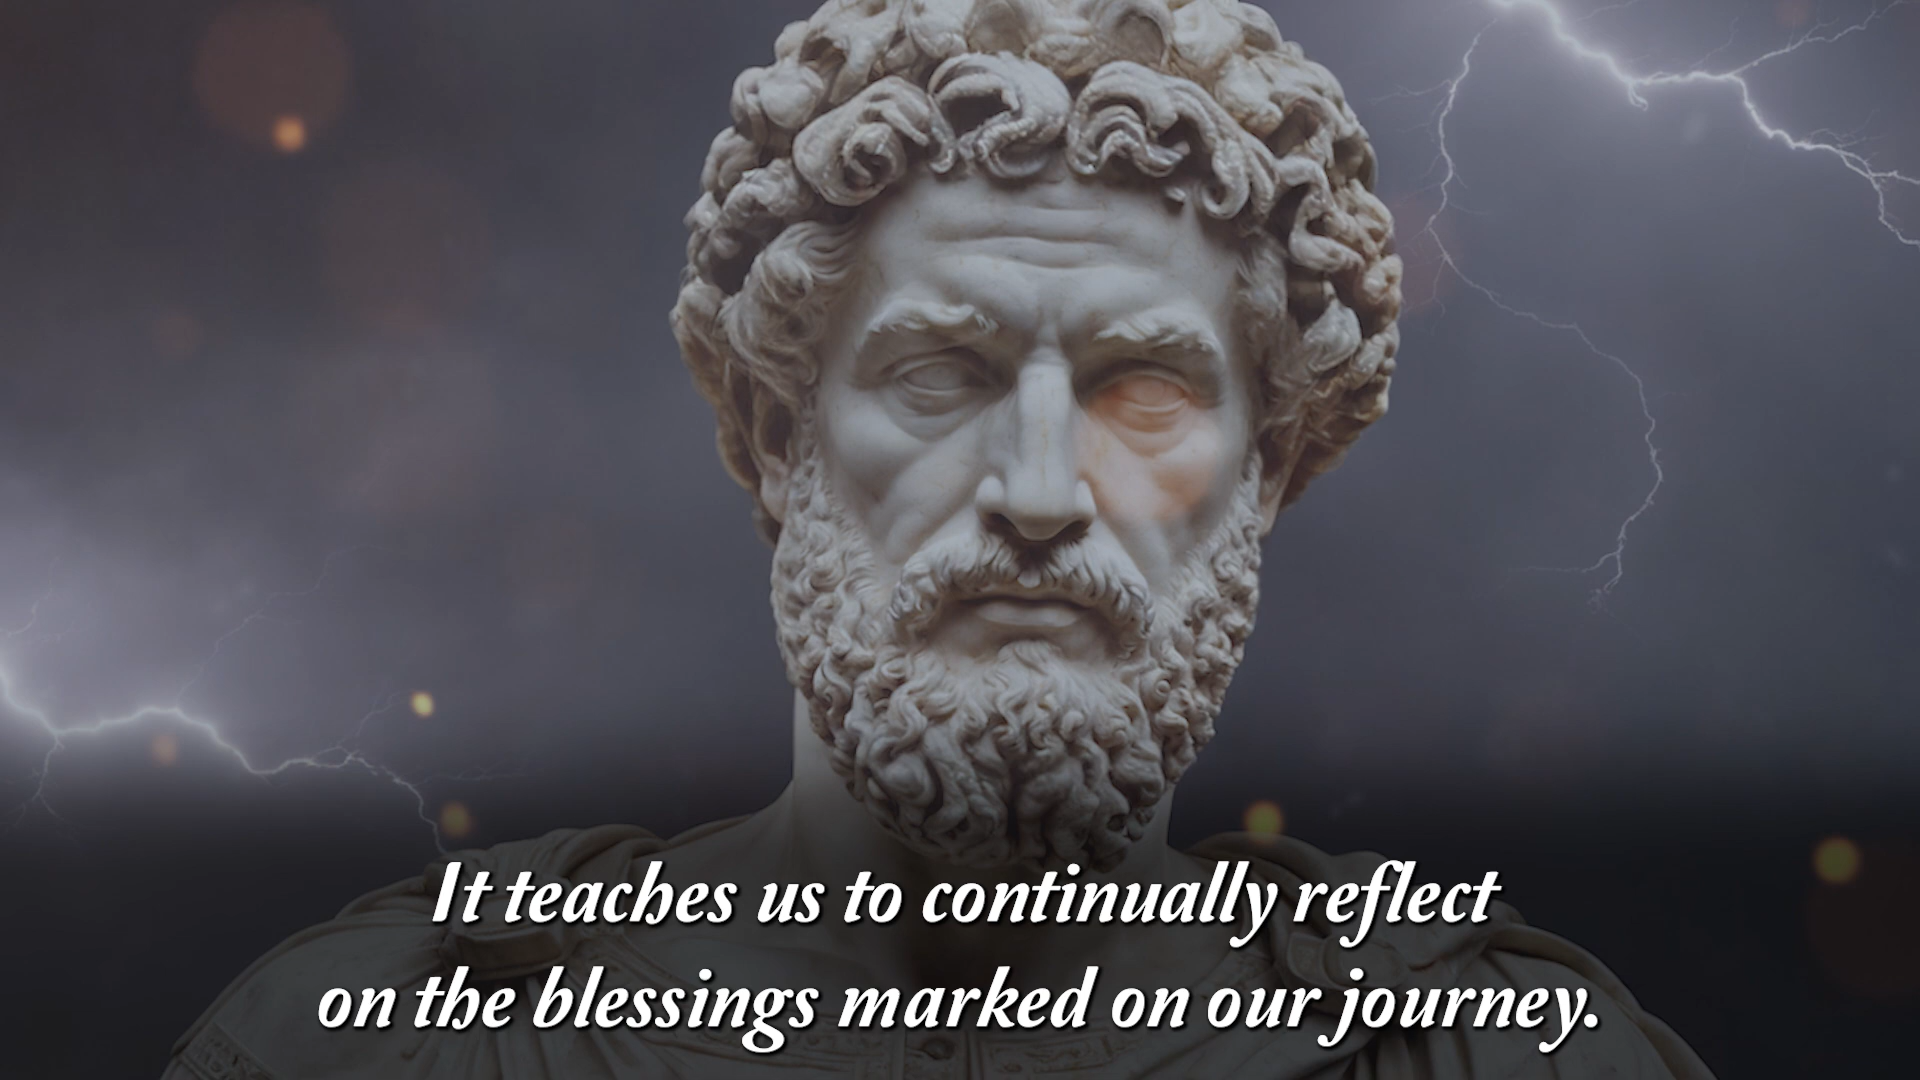 It teaches us to continually reflect
on the blessings marked on our journey.